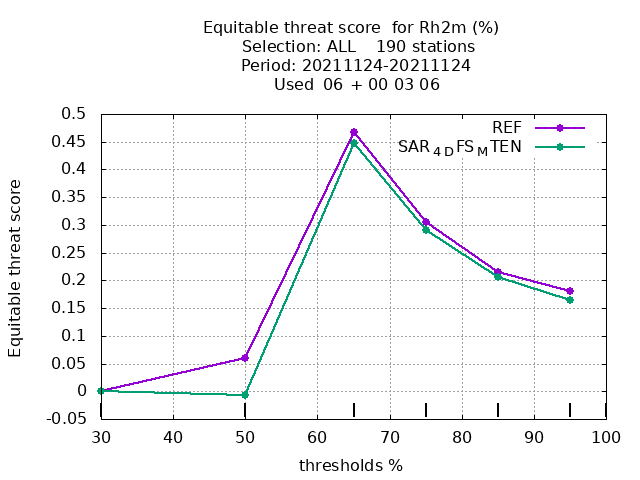 Equitable threat score  for Rh2m (%)
Selection: ALL    190 stations
Period: 20211124-20211124
Used  06 + 00 03 06
0.5
0.45
0.4
0.35
0.3
0.25
0.2
0.15
0.1
0.05
0
-0.05
Equitable threat score
REF
SAR4DFSMTEN
30 40 50 60 70 80 90 100
thresholds %